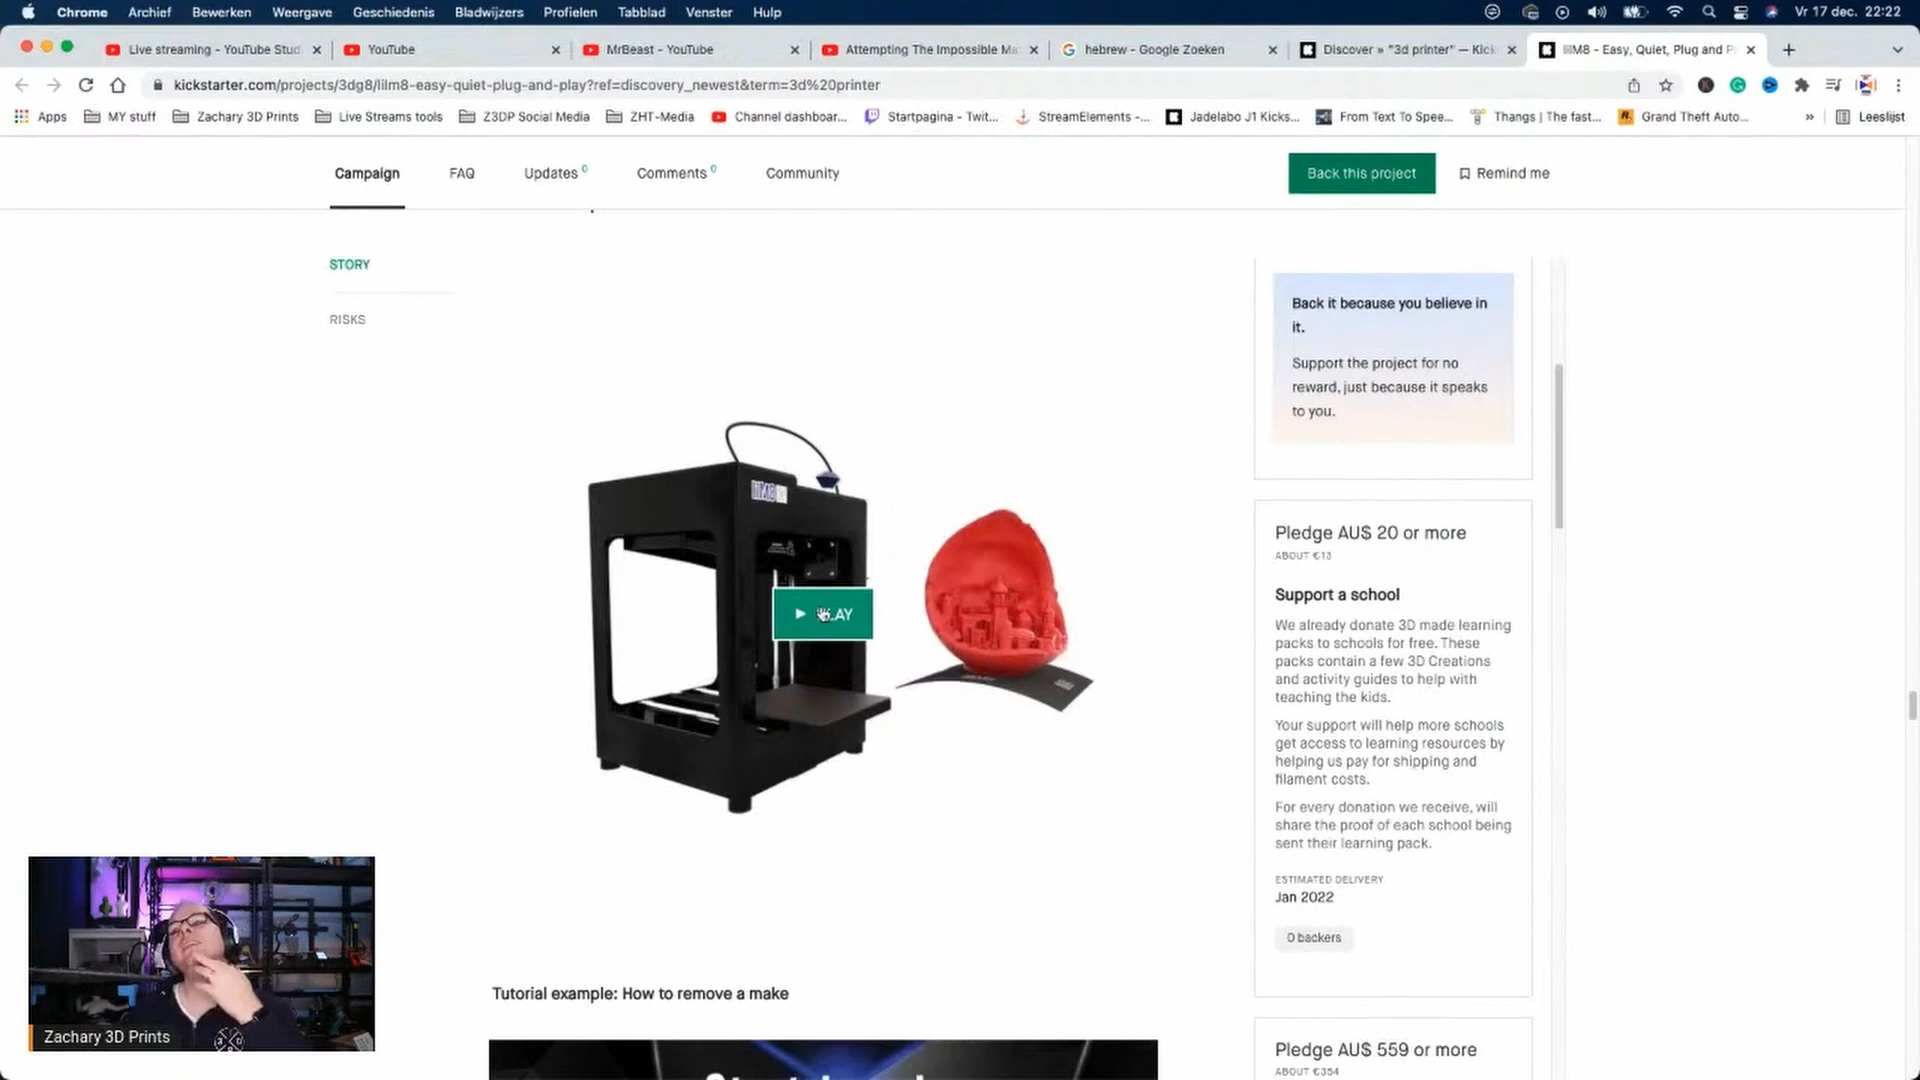 Chrome Archief Bewerken Weergave Geschiedenis Bladwijzers Profielen Tabblad Venster Hulp Vr 17 dec. 22:22
Live streaming - YouTube Stud YouTube MrBeast - YouTube Attempting The Impossible Ma hebrew - Google Zoeken Discover » "3d printer" — Kick lilM8 - Easy, Quiet, Plug and P
kickstarter.com/projects/3dg8/lilm8-easy-quiet-plug-and-play?ref=discovery_newest&term=3d%20printer
Apps MY stuff Zachary 3D Prints Live Streams tools Z3DP Social Media ZHT-Media Channel dashboar... Startpagina - Twit... StreamElements -... Jadelabo J1 Kicks... From Text To Spee... Thangs | The fast... Grand Theft Auto... » Leeslijst
Campaign FAQ Updates 0 Comments 0 Community Back this project Remind me
STORY
RISKS
Back it because you believe in
it.
Support the project for no
reward, just because it speaks
to you.
Pledge AU$ 20 or more
ABOUT €13
Support a school
We already donate 3D made learning
packs to schools for free. These
packs contain a few 3D Creations
and activity guides to help with
teaching the kids.
Your support will help more schools
get access to learning resources by
helping us pay for shipping and
filament costs.
For every donation we receive, will
share the proof of each school being
sent their learning pack.
ESTIMATED DELIVERY
Jan 2022
0 backers
Tutorial example: How to remove a make
Zachary 3D Prints
Pledge AU$ 559 or more
ABOUT €354